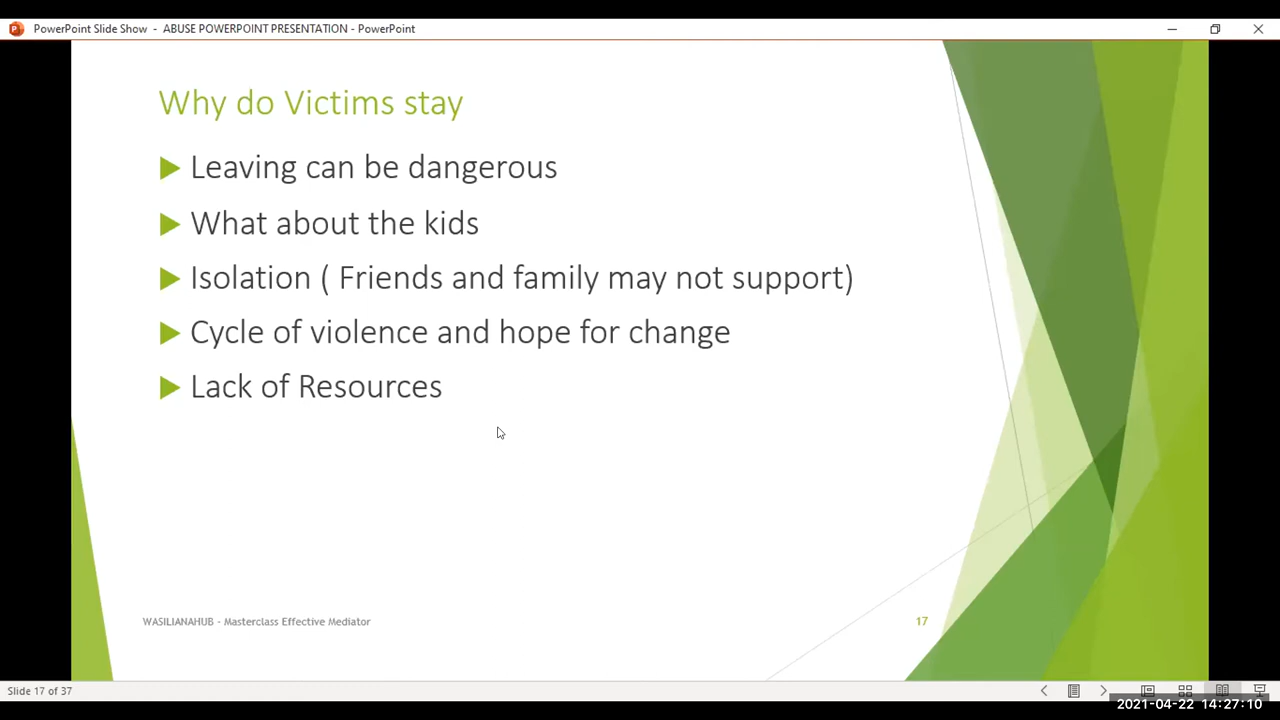 PowerPoint Slide Show - ABUSE POWERPOINT PRESENTATION - PowerPoint
Why do Victims stay
Leaving can be dangerous
What about the kids
Isolation ( Friends and family may not support)
Cycle of violence and hope for change
Lack of Resources
WASILIANAHUB - Masterclass Effective Mediator
17
Slide 17 of 37
2021-04-22 14:27:10